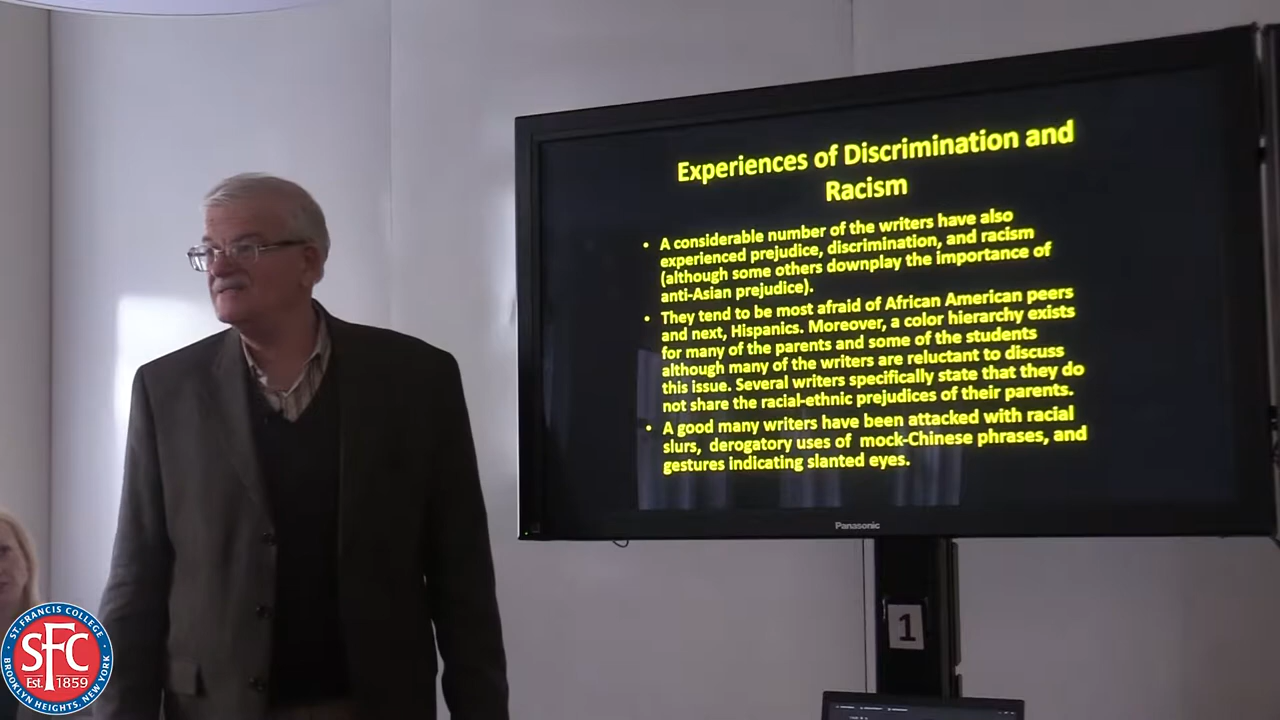 Experiences of Discrimination and
Racism
• A considerable number of the writers have also
experienced prejudice, discrimination, and racism
(although some others downplay the importance of
anti-Asian prejudice).
• They tend to be most afraid of African American peers
and next, Hispanics. Moreover, a color hierarchy exists
for many of the parents and some of the students
although many of the writers are reluctant to discuss
this issue. Several writers specifically state that they do
not share the racial-ethnic prejudices of their parents.
• A good many writers have been attacked with racial
slurs, derogatory uses of mock-Chinese phrases, and
gestures indicating slanted eyes.
Panasonic
1
ST. FRANCIS COLLEGE
SFC
Est. 1859
BROOKLYN HEIGHTS, NEW YORK